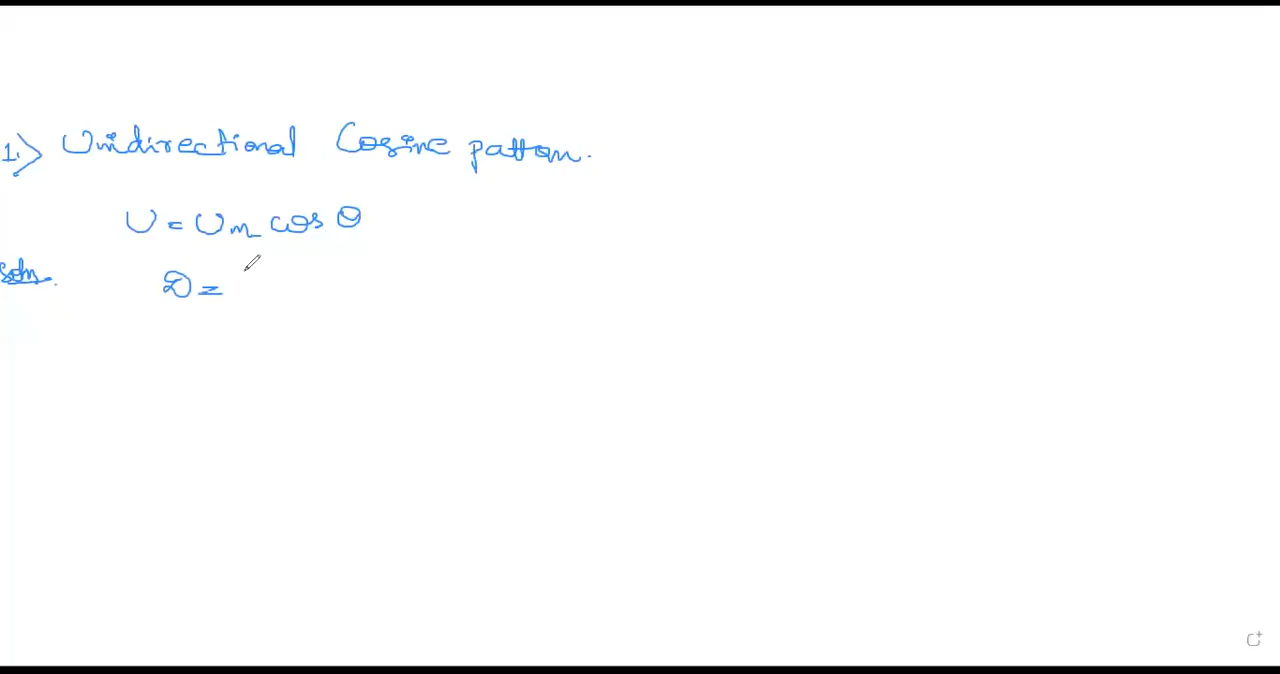 1.) Unidirectional Cosine pattern.
U = Um cos θ
Soln.
D =